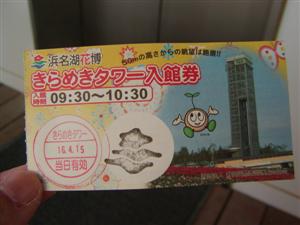 浜名湖花博
50mの高さからの眺望は絶景!!
きらめきタワー入館券
入館時間 09:30～10:30
きらめきタワー
16.4.15
当日有効